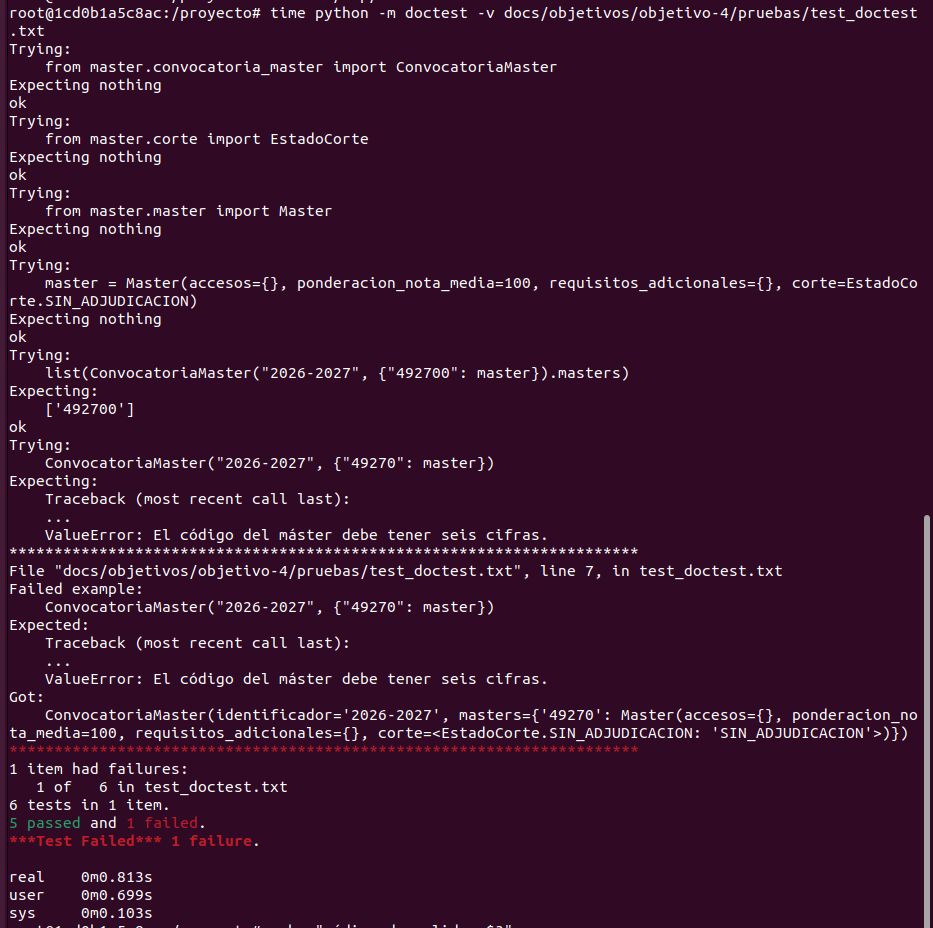 root@1cd0b1a5c8ac:/proyecto# time python -m doctest -v docs/objetivos/objetivo-4/pruebas/test_doctest
.txt
Trying:
    from master.convocatoria_master import ConvocatoriaMaster
Expecting nothing
ok
Trying:
    from master.corte import EstadoCorte
Expecting nothing
ok
Trying:
    from master.master import Master
Expecting nothing
ok
Trying:
    master = Master(accesos={}, ponderacion_nota_media=100, requisitos_adicionales={}, corte=EstadoCo
rte.SIN_ADJUDICACION)
Expecting nothing
ok
Trying:
    list(ConvocatoriaMaster("2026-2027", {"492700": master}).masters)
Expecting:
    ['492700']
ok
Trying:
    ConvocatoriaMaster("2026-2027", {"49270": master})
Expecting:
    Traceback (most recent call last):
    ...
    ValueError: El código del máster debe tener seis cifras.
**********************************************************************
File "docs/objetivos/objetivo-4/pruebas/test_doctest.txt", line 7, in test_doctest.txt
Failed example:
    ConvocatoriaMaster("2026-2027", {"49270": master})
Expected:
    Traceback (most recent call last):
    ...
    ValueError: El código del máster debe tener seis cifras.
Got:
    ConvocatoriaMaster(identificador='2026-2027', masters={'49270': Master(accesos={}, ponderacion_no
ta_media=100, requisitos_adicionales={}, corte=<EstadoCorte.SIN_ADJUDICACION: 'SIN_ADJUDICACION'>)})
**********************************************************************
1 item had failures:
   1 of   6 in test_doctest.txt
6 tests in 1 item.
5 passed and 1 failed.
***Test Failed*** 1 failure.
real    0m0.813s
user    0m0.699s
sys     0m0.103s